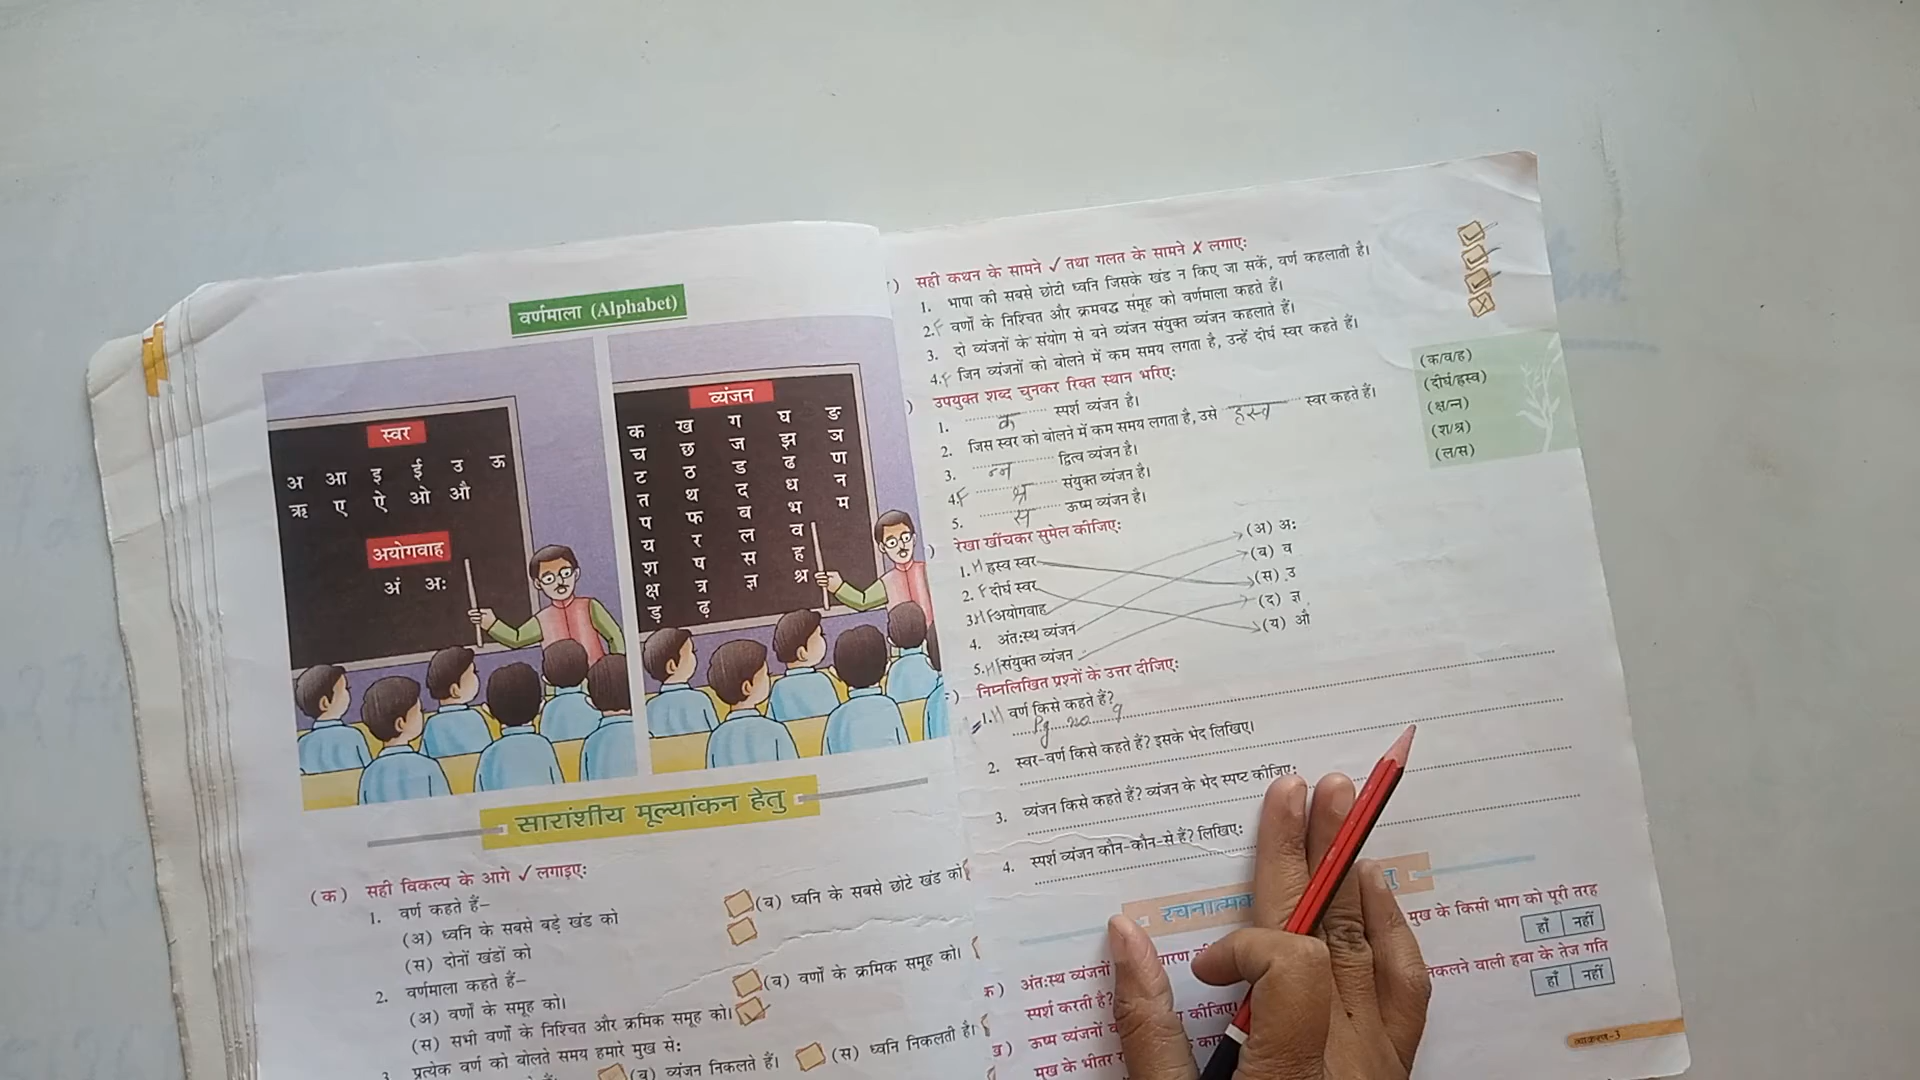 वर्णमाला (Alphabet)
स्वर
अ आ इ ई उ ऊ
ऋ ए ऐ ओ औ
अयोगवाह
अं अः
व्यंजन
क ख ग घ ङ
च छ ज झ ञ
ट ठ ड ढ ण
त थ द ध न
प फ ब भ म
य र ल व
श ष स ह
क्ष त्र ज्ञ श्र
ड़ ढ़
सारांशीय मूल्यांकन हेतु
(क) सही विकल्प के आगे ✓ लगाइए:
1. वर्ण कहते हैं–
(अ) ध्वनि के सबसे बड़े खंड को
(ब) ध्वनि के सबसे छोटे खंड को
(स) दोनों खंडों को
2. वर्णमाला कहते हैं–
(अ) वर्णों के समूह को।
(ब) वर्णों के क्रमिक समूह को।
(स) सभी वर्णों के निश्चित और क्रमिक समूह को।
3 प्रत्येक वर्ण को बोलते समय हमारे मुख से:
(ब) व्यंजन निकलते हैं।
(स) ध्वनि निकलती है।
) सही कथन के सामने ✓ तथा गलत के सामने X लगाए:
1. भाषा की सबसे छोटी ध्वनि जिसके खंड न किए जा सकें, वर्ण कहलाती है।
2. वर्णों के निश्चित और क्रमबद्ध समूह को वर्णमाला कहते हैं।
3. दो व्यंजनों के संयोग से बने व्यंजन संयुक्त व्यंजन कहलाते हैं।
4. जिन व्यंजनों को बोलने में कम समय लगता है, उन्हें दीर्घ स्वर कहते हैं।
) उपयुक्त शब्द चुनकर रिक्त स्थान भरिए:
1. क स्पर्श व्यंजन है। (क/व/ह)
2. जिस स्वर को बोलने में कम समय लगता है, उसे ह्रस्व स्वर कहते हैं। (दीर्घ/ह्रस्व)
3. न्न द्वित्व व्यंजन है। (क्ष/न्न)
4. श्र संयुक्त व्यंजन है। (श/श्र)
5. स ऊष्म व्यंजन है। (ल/स)
) रेखा खींचकर सुमेल कीजिए:
1. ह्रस्व स्वर (अ) अः
2. दीर्घ स्वर (ब) व
3 अयोगवाह (स) उ
4. अंतःस्थ व्यंजन (द) ज्ञ
5. संयुक्त व्यंजन (य) औ
) निम्नलिखित प्रश्नों के उत्तर दीजिए:
1. वर्ण किसे कहते हैं?
Pg no 9
2. स्वर-वर्ण किसे कहते हैं? इसके भेद लिखिए।
3. व्यंजन किसे कहते हैं? व्यंजन के भेद स्पष्ट कीजिए:
4. स्पर्श व्यंजन कौन-कौन-से हैं? लिखिए:
रचनात्मक
) अंतःस्थ व्यंजनों मुख के किसी भाग को पूरी तरह
स्पर्श करती है? हाँ नहीं
) ऊष्म व्यंजनों निकलने वाली हवा के तेज गति
मुख के भीतर हाँ नहीं
व्याकरण-3